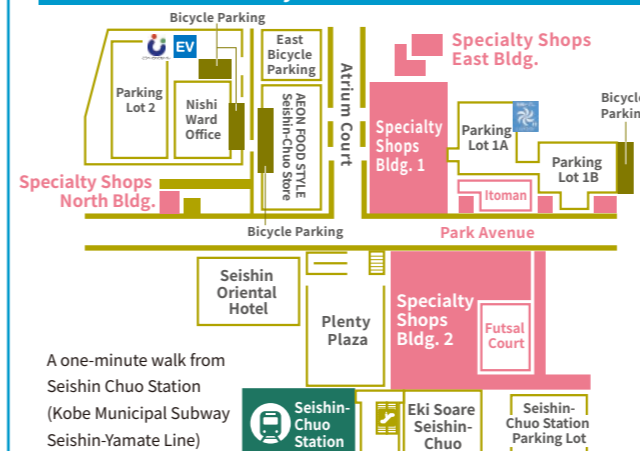 Bicycle Parking
EV
East
Bicycle
Parking
Specialty Shops
East Bldg.
Parking
Lot 2
Nishi
Ward
Office
AEON FOOD STYLE
Seishin-Chuo Store
Atrium Court
Specialty
Shops
Bldg. 1
Parking
Lot 1A
Parking
Lot 1B
Itoman
Specialty Shops
North Bldg.
Bicycle Parking
Park Avenue
Seishin
Oriental
Hotel
Plenty
Plaza
Specialty
Shops
Bldg. 2
Futsal
Court
A one-minute walk from
Seishin Chuo Station
(Kobe Municipal Subway
Seishin-Yamate Line)
Seishin-
Chuo
Station
Eki Soare
Seishin-
Chuo
Seishin-
Chuo Station
Parking Lot